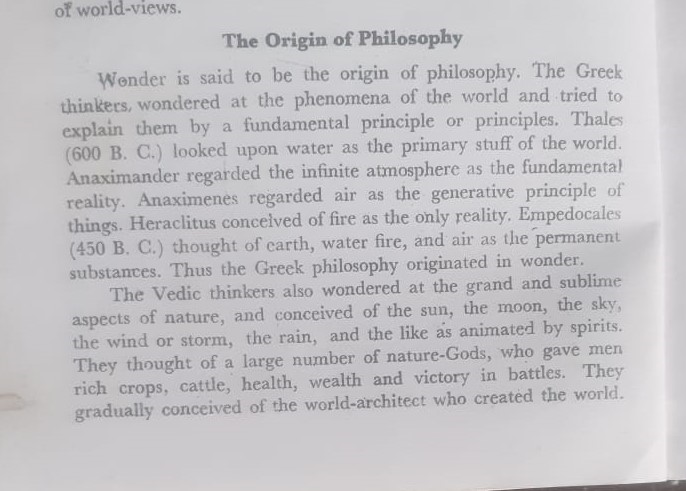 of world-views.
The Origin of Philosophy
Wonder is said to be the origin of philosophy. The Greek
thinkers, wondered at the phenomena of the world and tried to
explain them by a fundamental principle or principles. Thales
(600 B. C.) looked upon water as the primary stuff of the world.
Anaximander regarded the infinite atmosphere as the fundamental
reality. Anaximenes regarded air as the generative principle of
things. Heraclitus conceived of fire as the only reality. Empedocales
(450 B. C.) thought of earth, water fire, and air as the permanent
substances. Thus the Greek philosophy originated in wonder.
The Vedic thinkers also wondered at the grand and sublime
aspects of nature, and conceived of the sun, the moon, the sky,
the wind or storm, the rain, and the like as animated by spirits.
They thought of a large number of nature-Gods, who gave men
rich crops, cattle, health, wealth and victory in battles. They
gradually conceived of the world-architect who created the world.